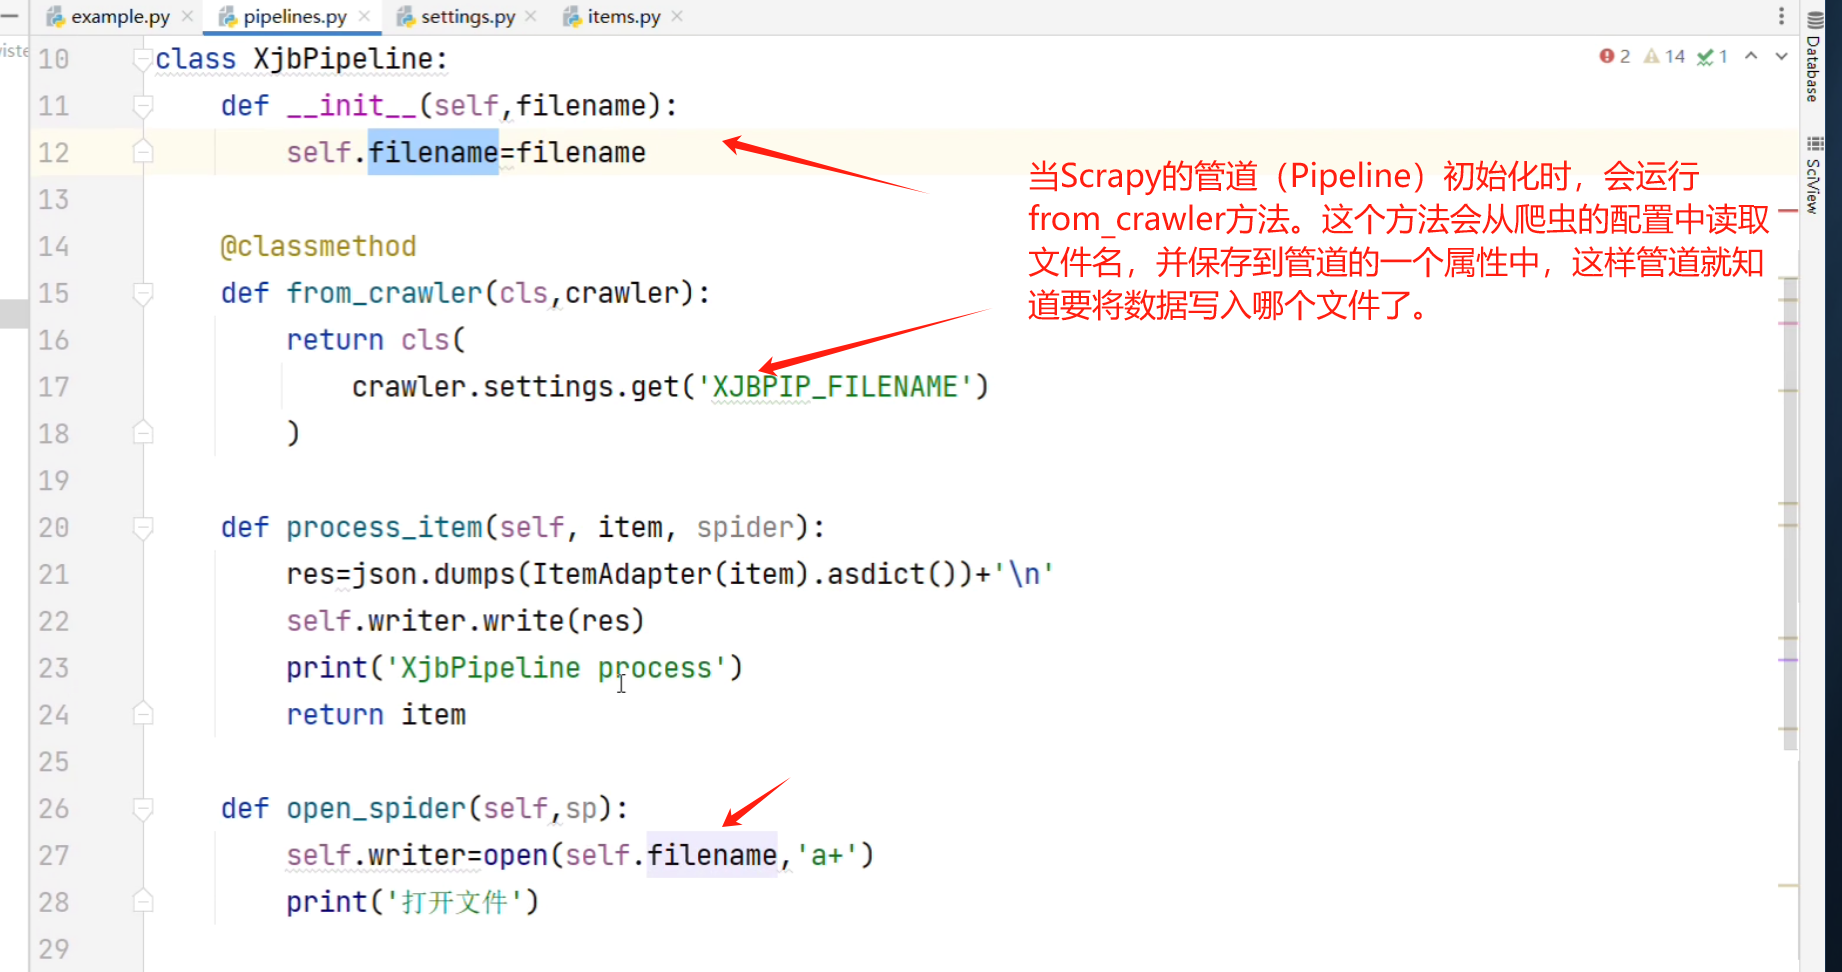 example.py
pipelines.py
settings.py
items.py
10 class XjbPipeline:
2 14 1
11 def __init__(self,filename):
12 self.filename=filename
13
14 @classmethod
15 def from_crawler(cls,crawler):
16 return cls(
17 crawler.settings.get('XJBPIP_FILENAME')
18 )
19
20 def process_item(self, item, spider):
21 res=json.dumps(ItemAdapter(item).asdict())+'\n'
22 self.writer.write(res)
23 print('XjbPipeline process')
24 return item
25
26 def open_spider(self,sp):
27 self.writer=open(self.filename,'a+')
28 print('打开文件')
29
当Scrapy的管道（Pipeline）初始化时，会运行
from_crawler方法。这个方法会从爬虫的配置中读取
文件名，并保存到管道的一个属性中，这样管道就知
道要将数据写入哪个文件了。
Database
SciView